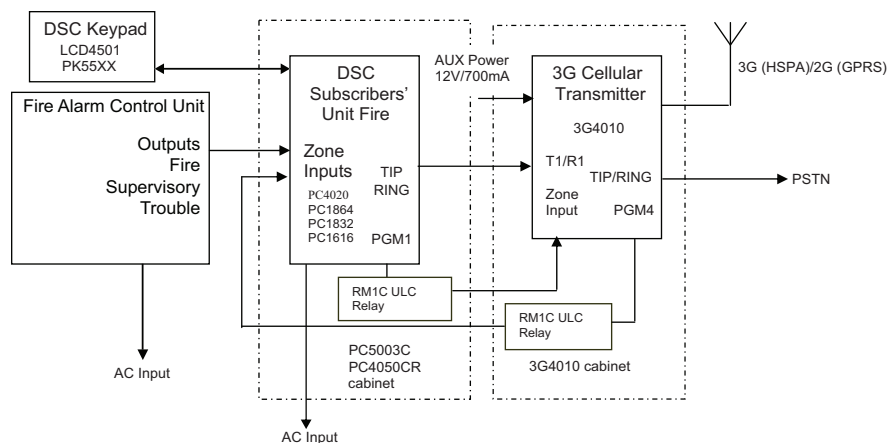 DSC Keypad
LCD4501
PK55XX
Fire Alarm Control Unit
Outputs
Fire
Supervisory
Trouble
AC Input
DSC
Subscribers'
Unit Fire
Zone
Inputs
PC4020
PC1864
PC1832
PC1616
TIP
RING
PGM1
RM1C ULC
Relay
PC5003C
PC4050CR
cabinet
AC Input
AUX Power
12V/700mA
3G Cellular
Transmitter
3G4010
T1/R1
TIP/RING
Zone
Input
PGM4
RM1C ULC
Relay
3G4010 cabinet
3G (HSPA)/2G (GPRS)
PSTN